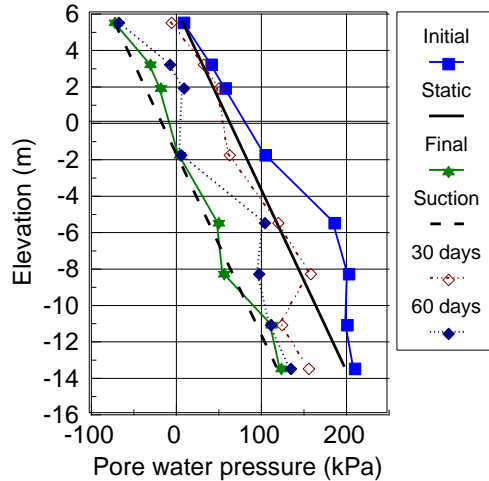 6
4
2
0
-2
-4
-6
-8
-10
-12
-14
-16
-100 0 100 200
Elevation (m)
Pore water pressure (kPa)
Initial
Static
Final
Suction
30 days
60 days